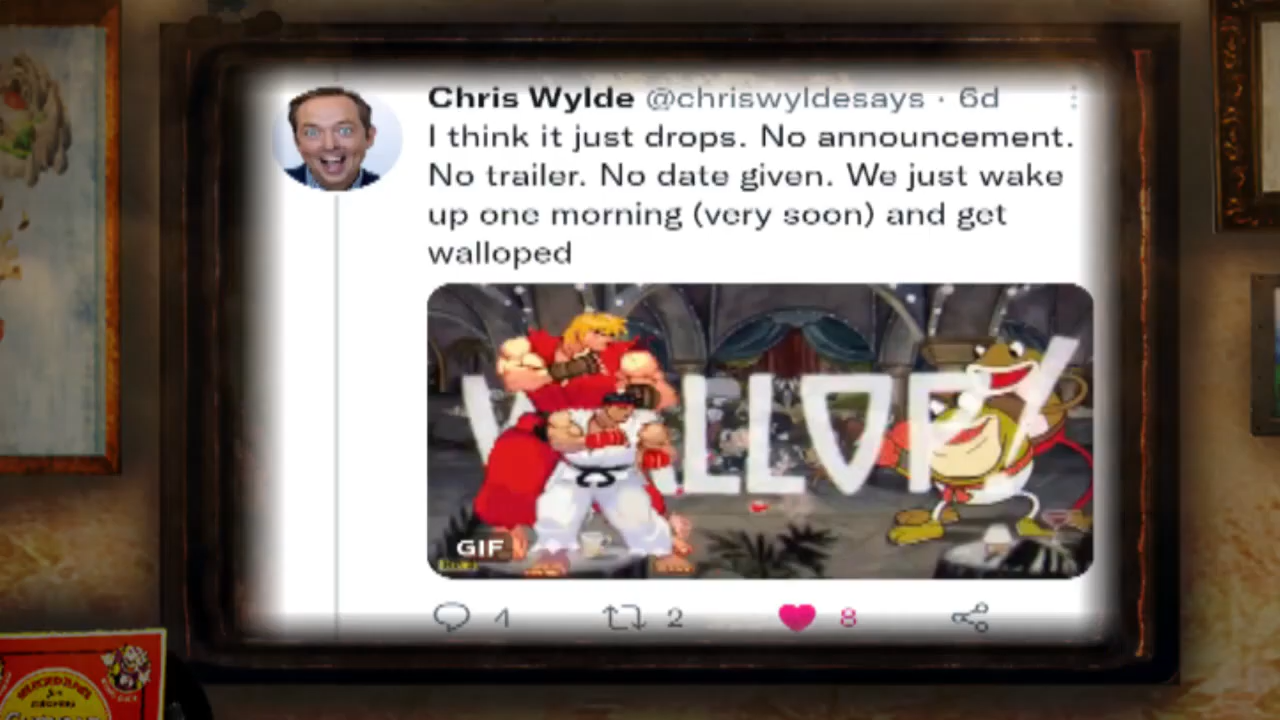 Chris Wylde @chriswyldesays · 6d
I think it just drops. No announcement.
No trailer. No date given. We just wake
up one morning (very soon) and get
walloped
WALLOP!
GIF
1 2 8